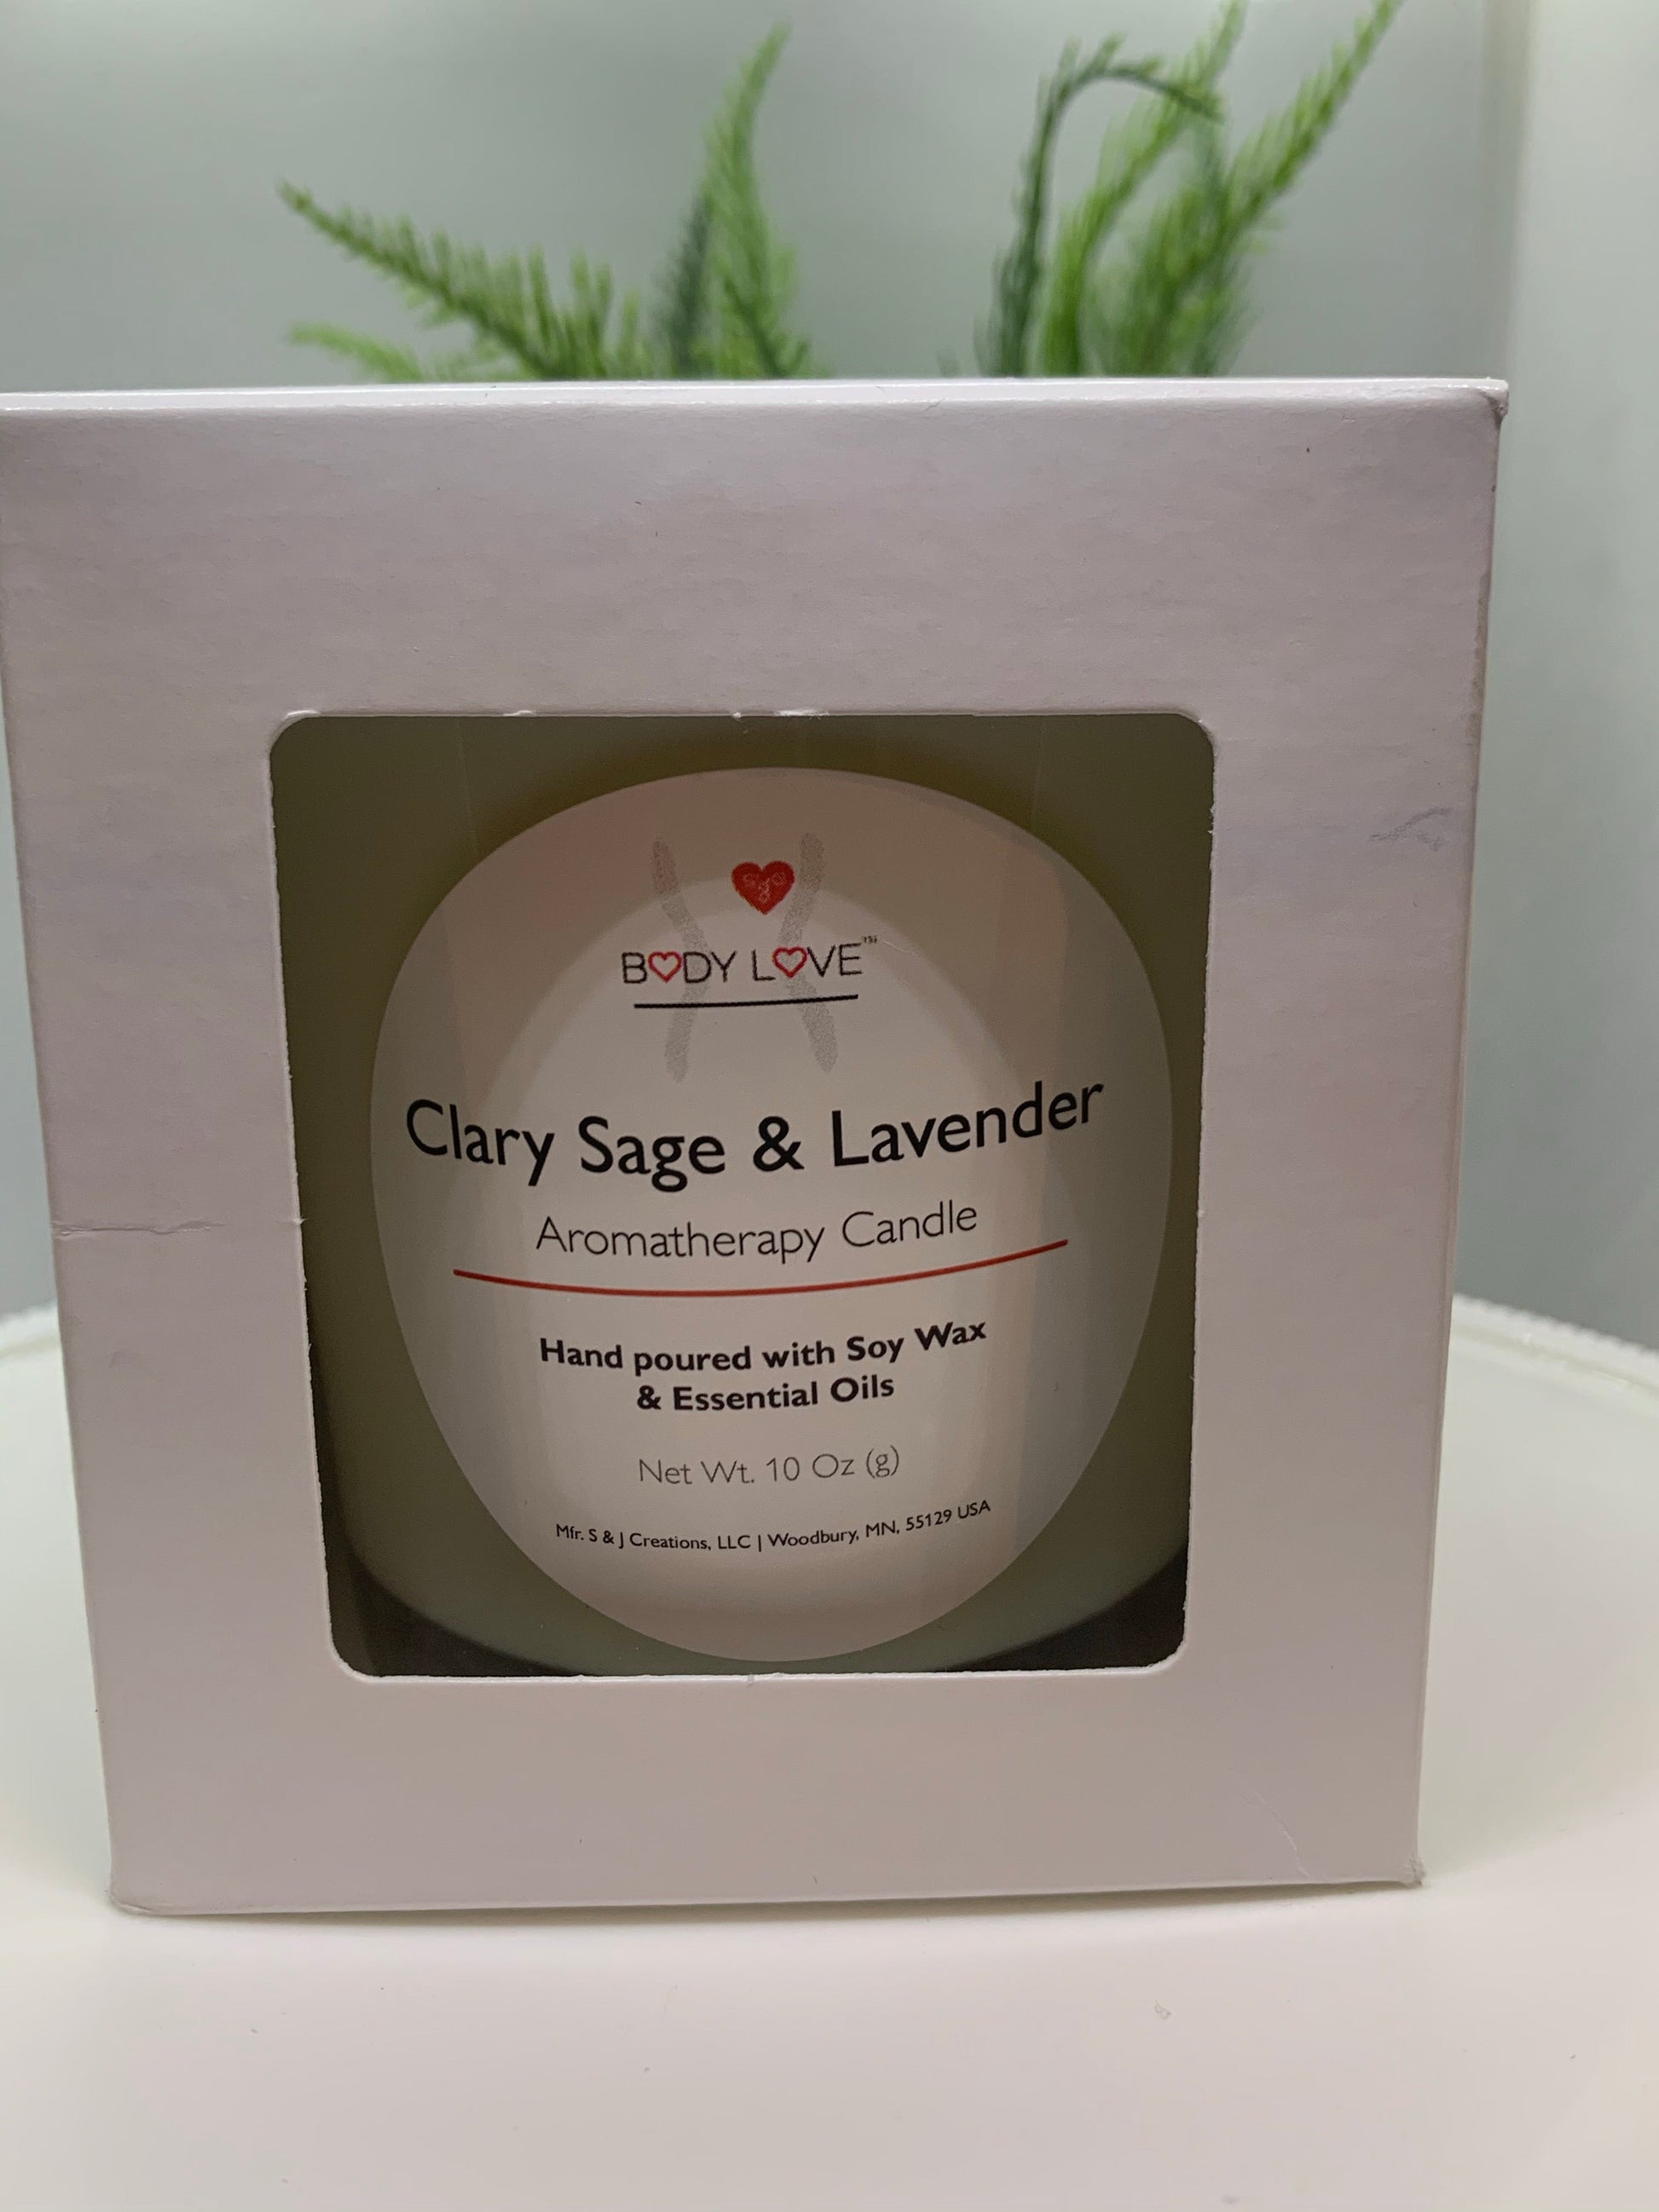 BODY LOVE™
Clary Sage & Lavender
Aromatherapy Candle
Hand poured with Soy Wax
& Essential Oils
Net Wt. 10 Oz (g)
Mfr. S & J Creations, LLC | Woodbury, MN, 55129 USA